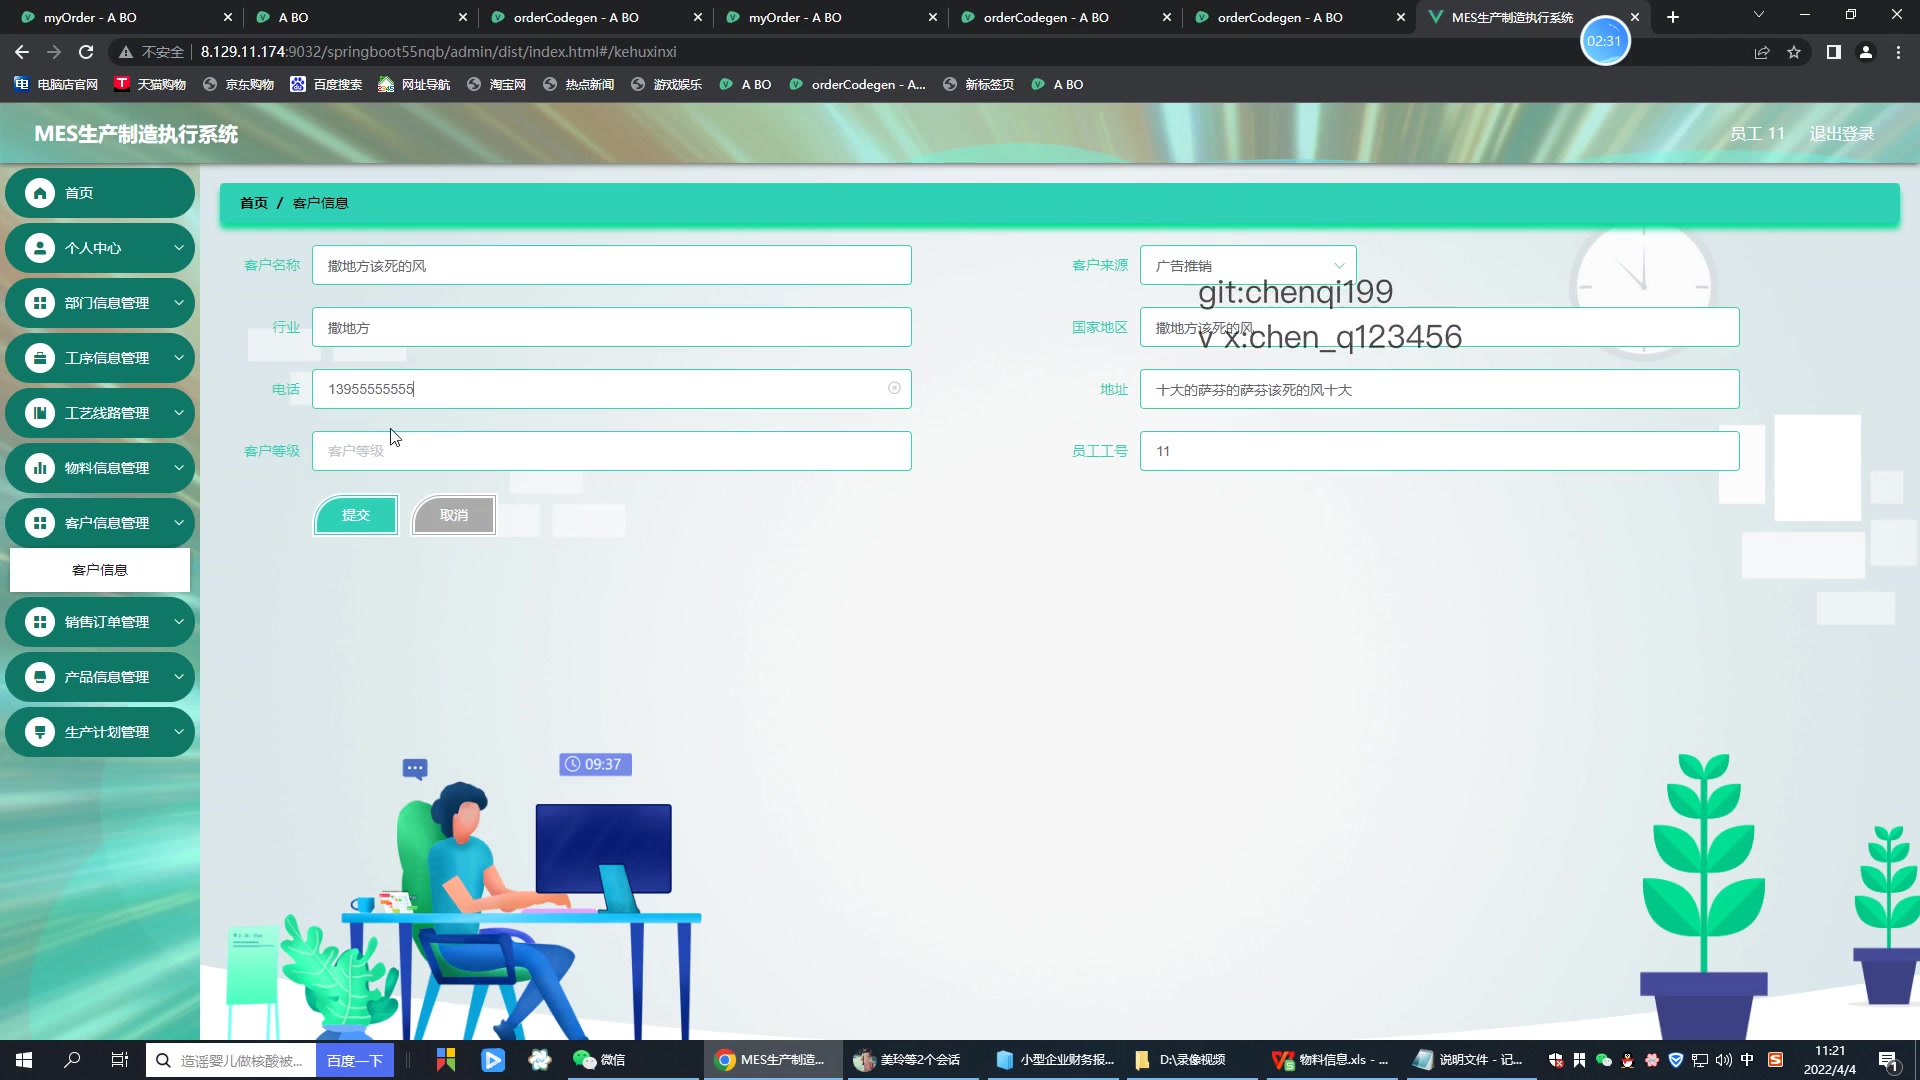 myOrder - A BO
A BO
orderCodegen - A BO
myOrder - A BO
orderCodegen - A BO
orderCodegen - A BO
MES生产制造执行系统
02:31
不安全
8.129.11.174:9032/springboot55nqb/admin/dist/index.html#/kehuxinxi
电脑店官网
天猫购物
京东购物
百度搜索
网址导航
淘宝网
热点新闻
游戏娱乐
A BO
orderCodegen - A...
新标签页
A BO
MES生产制造执行系统
员工 11
退出登录
首页
个人中心
部门信息管理
工序信息管理
工艺线路管理
物料信息管理
客户信息管理
客户信息
销售订单管理
产品信息管理
生产计划管理
首页 / 客户信息
客户名称 撒地方该死的风
客户来源 广告推销
git:chenqi199
行业 撒地方
国家地区 撒地方该死的风
v x:chen_q123456
电话 13955555555
地址 十大的萨芬的萨芬该死的风十大
客户等级 客户等级
员工工号 11
提交
取消
09:37
造谣婴儿做核酸被...
百度一下
微信
MES生产制造...
美玲等2个会话
小型企业财务报...
D:\录像视频
物料信息.xls - ...
说明文件 - 记...
中
11:21
2022/4/4
1